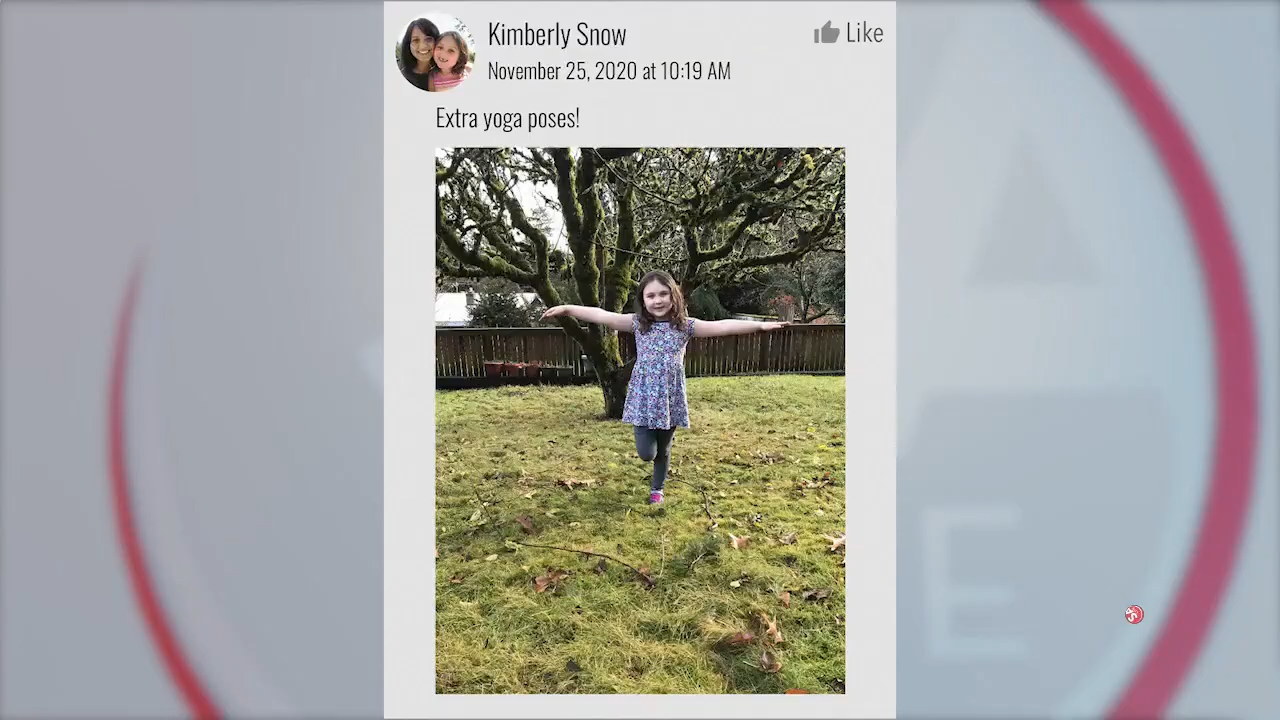 Kimberly Snow
Like
November 25, 2020 at 10:19 AM
Extra yoga poses!
E